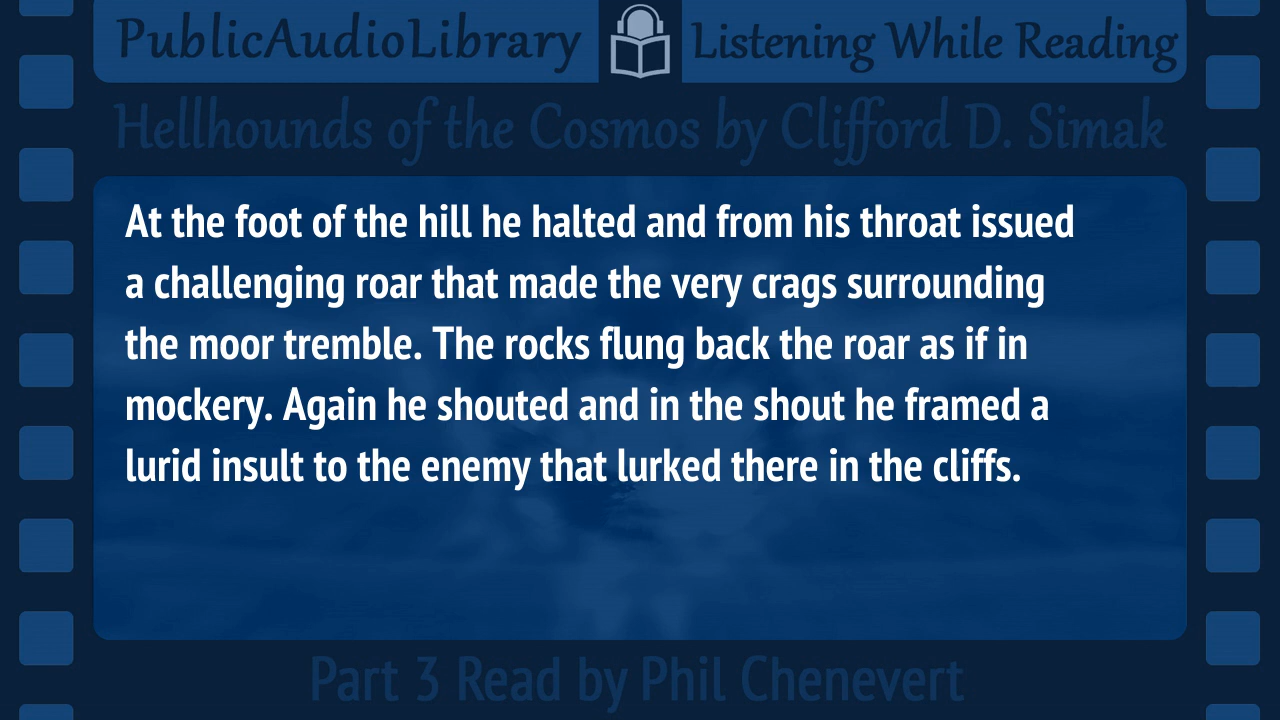 PublicAudioLibrary Listening While Reading
Hellhounds of the Cosmos by Clifford D. Simak
At the foot of the hill he halted and from his throat issued
a challenging roar that made the very crags surrounding
the moor tremble. The rocks flung back the roar as if in
mockery. Again he shouted and in the shout he framed a
lurid insult to the enemy that lurked there in the cliffs.
Part 3 Read by Phil Chenevert